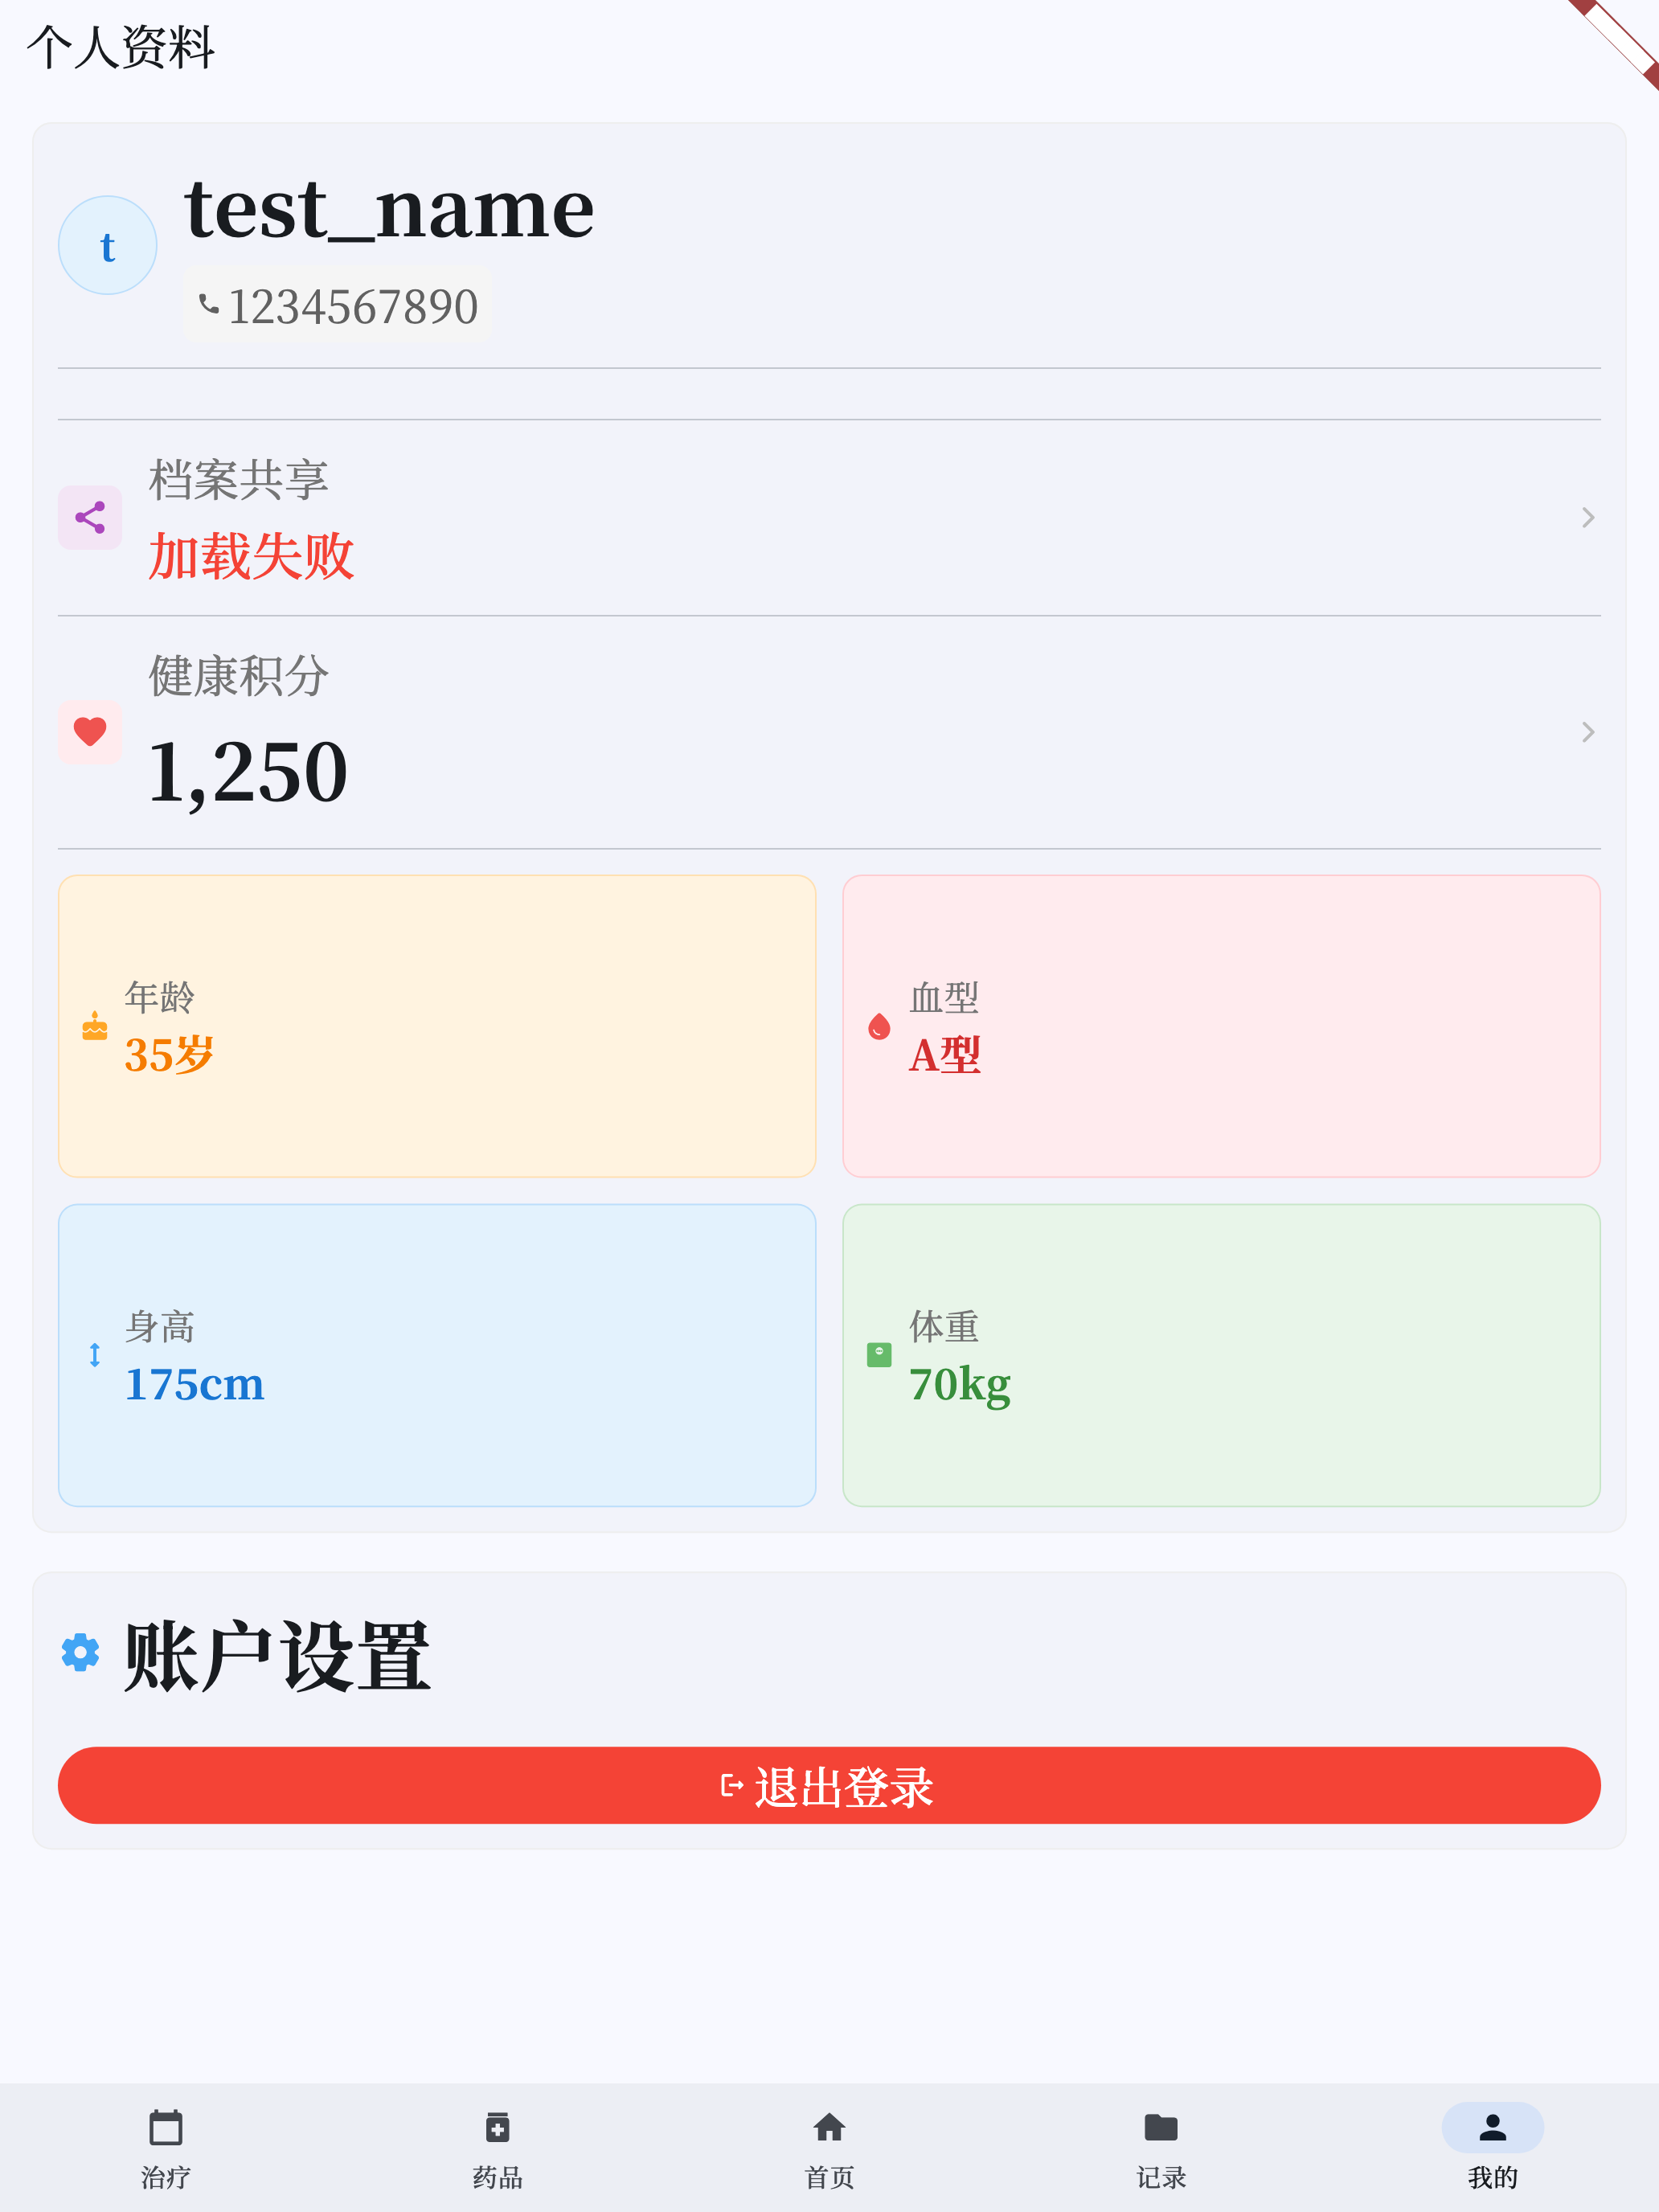 个人资料
t
test_name
1234567890
档案共享
加载失败
健康积分
1,250
年龄
35岁
血型
A型
身高
175cm
体重
70kg
账户设置
退出登录
治疗
药品
首页
记录
我的